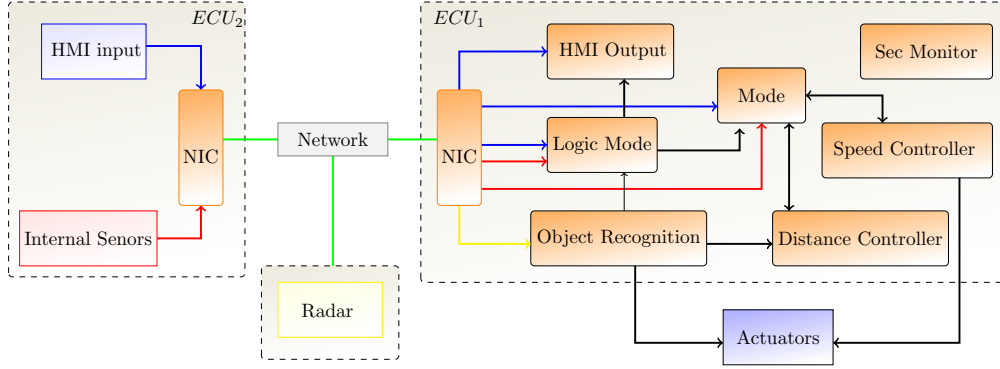 ECU₂
HMI input
NIC
Internal Senors
Network
Radar
ECU₁
HMI Output
Sec Monitor
Mode
NIC
Logic Mode
Speed Controller
Object Recognition
Distance Controller
Actuators